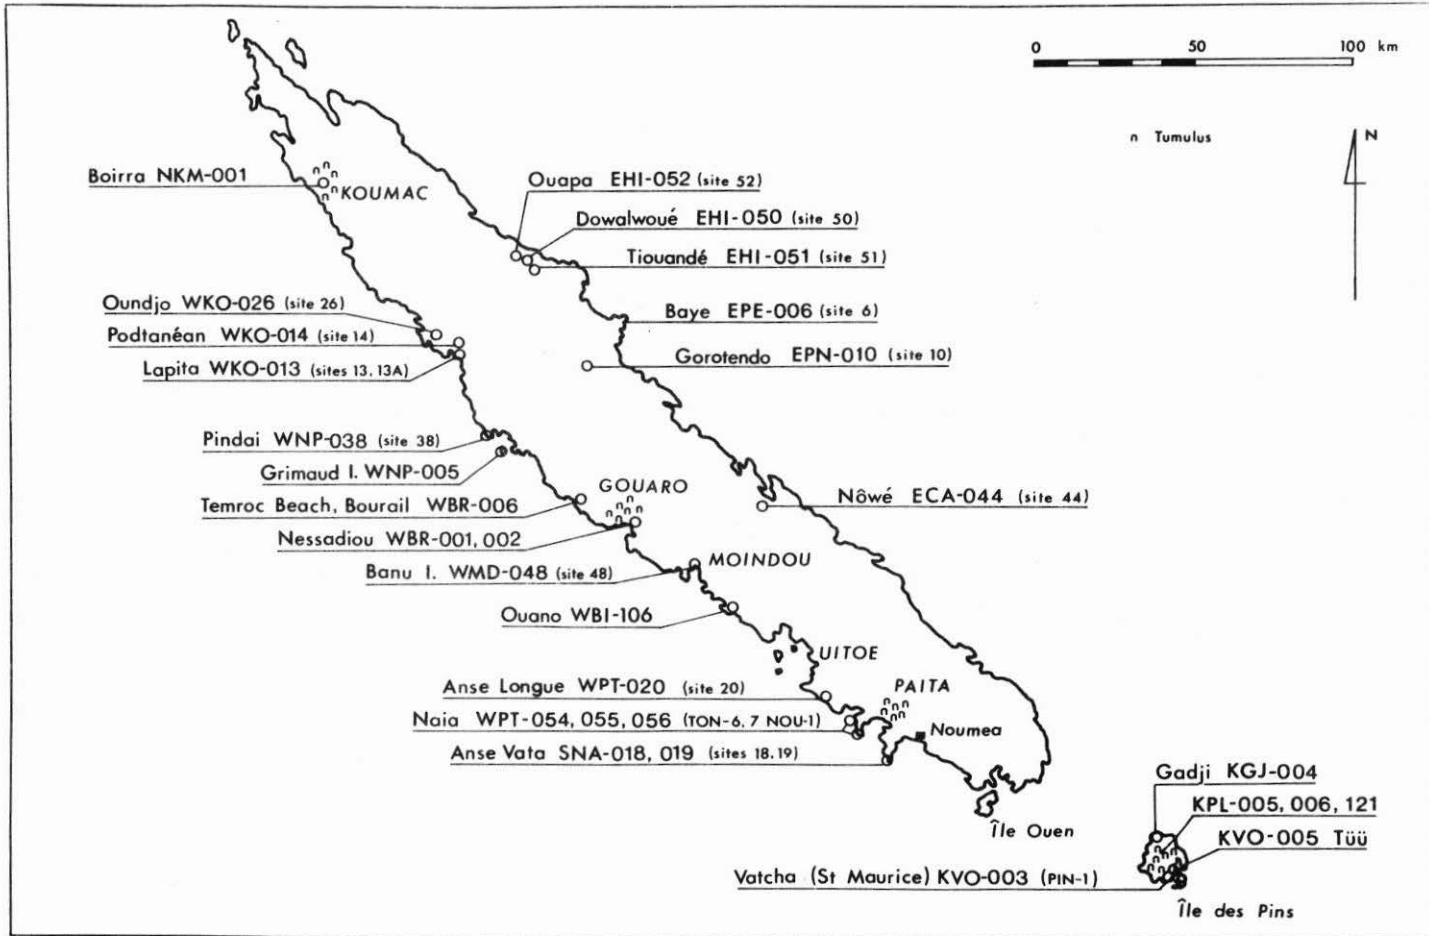 0 50 100 km
n Tumulus
N
Boirra NKM-001
KOUMAC
Ouapa EHI-052 (site 52)
Dowalwoué EHI-050 (site 50)
Tiouandé EHI-051 (site 51)
Oundjo WKO-026 (site 26)
Baye EPE-006 (site 6)
Podtanéan WKO-014 (site 14)
Gorotendo EPN-010 (site 10)
Lapita WKO-013 (sites 13, 13A)
Pindai WNP-038 (site 38)
Grimaud I. WNP-005
GOUARO
Temroc Beach, Bourail WBR-006
Nôwé ECA-044 (site 44)
Nessadiou WBR-001, 002
MOINDOU
Banu I. WMD-048 (site 48)
Ouano WBI-106
UITOE
Anse Longue WPT-020 (site 20)
PAITA
Naia WPT-054, 055, 056 (TON-6, 7 NOU-1)
Noumea
Anse Vata SNA-018, 019 (sites 18, 19)
Gadji KGJ-004
KPL-005, 006, 121
Île Ouen
KVO-005 Tüü
Vatcha (St Maurice) KVO-003 (PIN-1)
Île des Pins